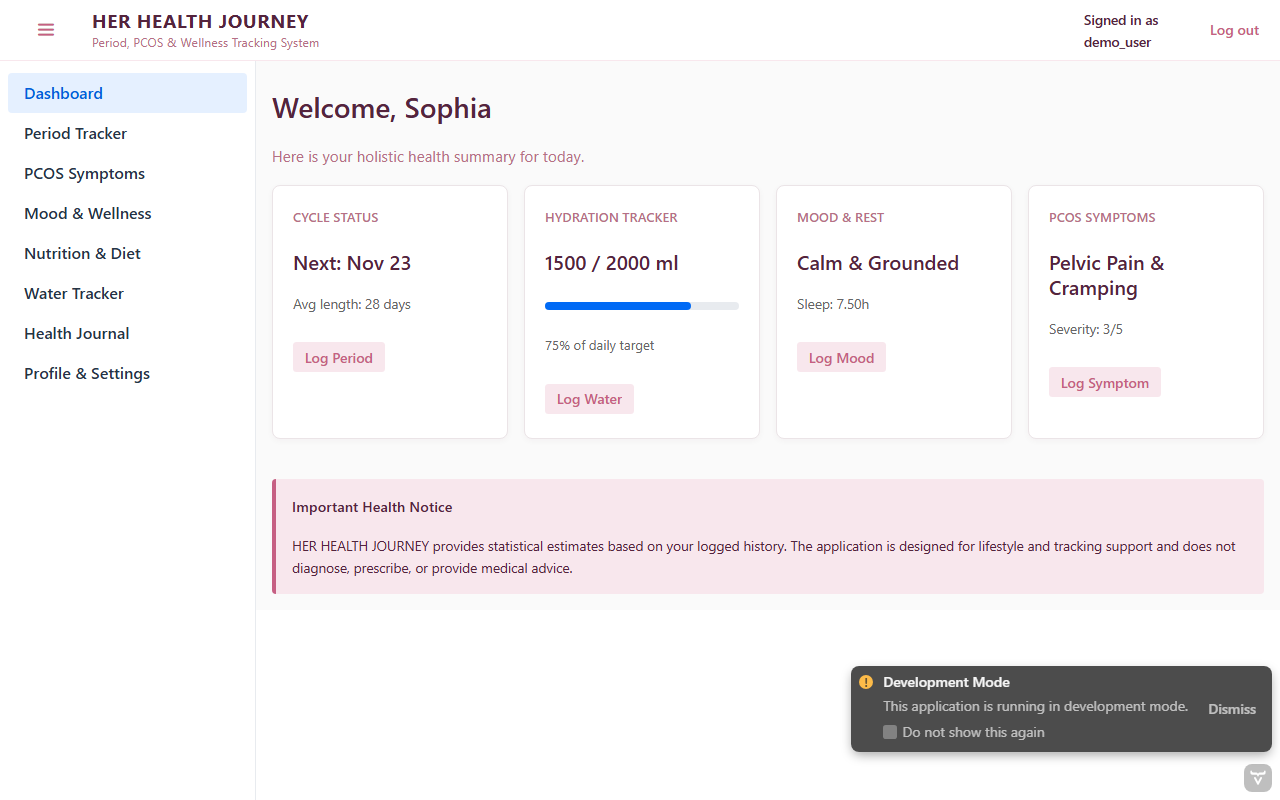 HER HEALTH JOURNEY
Period, PCOS & Wellness Tracking System
Signed in as
demo_user
Log out
Dashboard
Period Tracker
PCOS Symptoms
Mood & Wellness
Nutrition & Diet
Water Tracker
Health Journal
Profile & Settings
Welcome, Sophia
Here is your holistic health summary for today.
CYCLE STATUS
Next: Nov 23
Avg length: 28 days
Log Period
HYDRATION TRACKER
1500 / 2000 ml
75% of daily target
Log Water
MOOD & REST
Calm & Grounded
Sleep: 7.50h
Log Mood
PCOS SYMPTOMS
Pelvic Pain &
Cramping
Severity: 3/5
Log Symptom
Important Health Notice
HER HEALTH JOURNEY provides statistical estimates based on your logged history. The application is designed for lifestyle and tracking support and does not
diagnose, prescribe, or provide medical advice.
Development Mode
This application is running in development mode.
Dismiss
Do not show this again